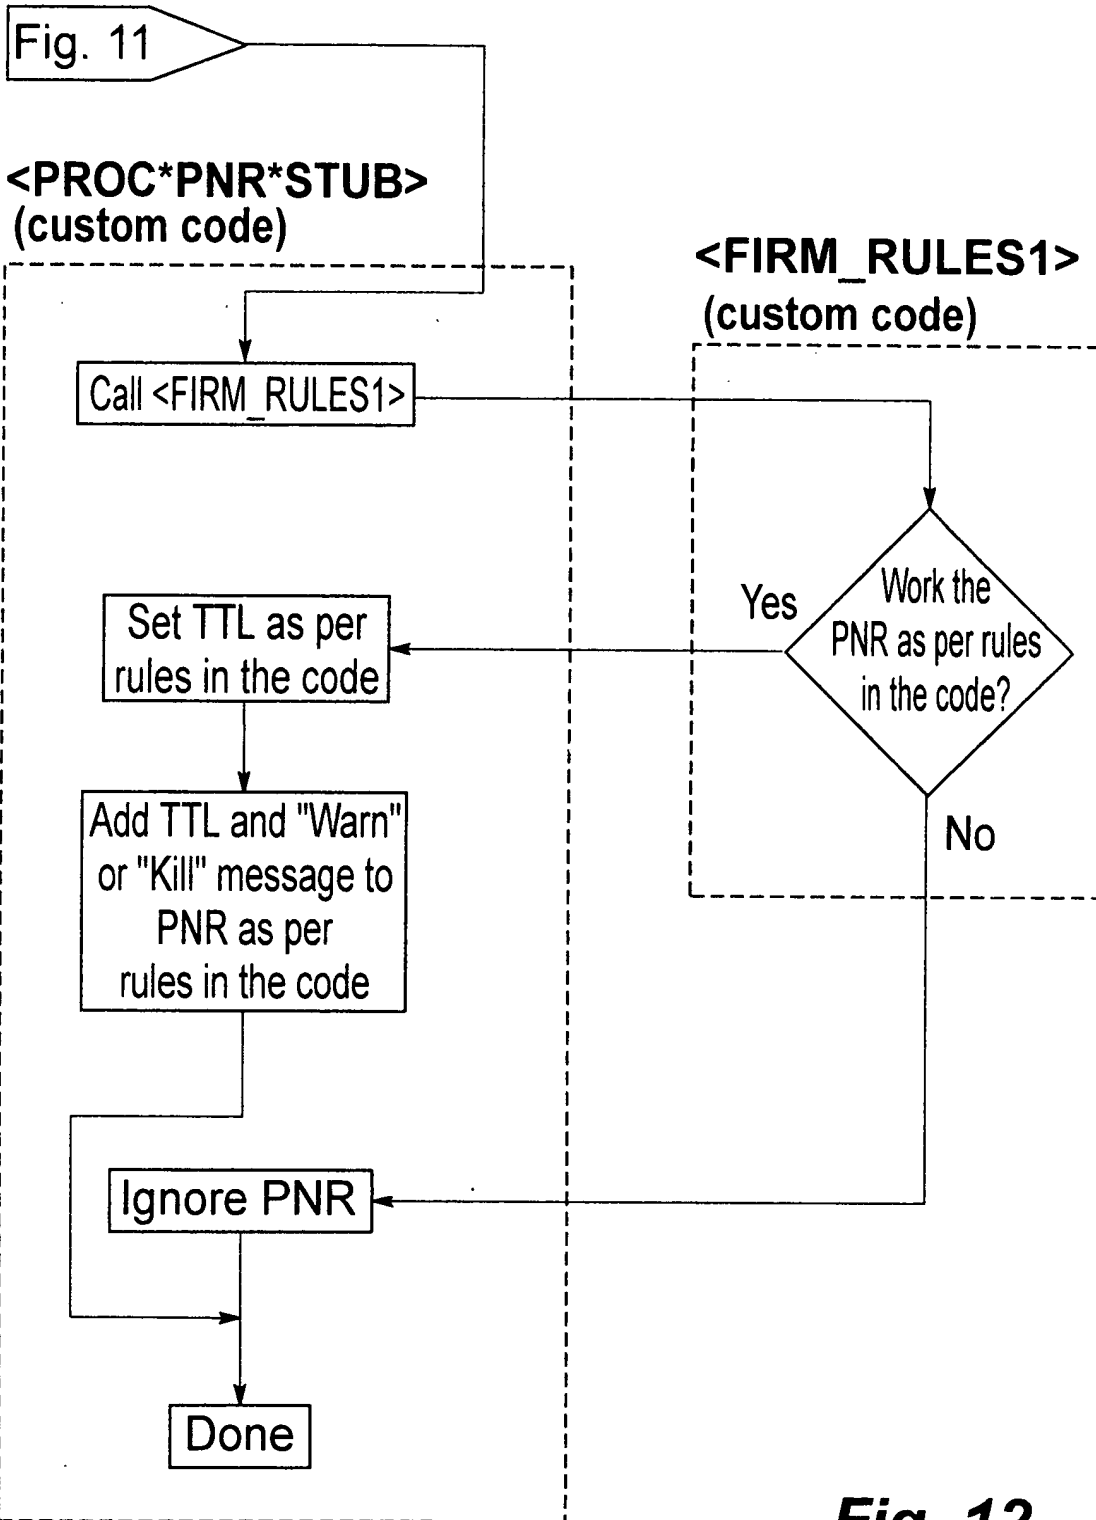 Fig. 11
<PROC*PNR*STUB>
(custom code)
<FIRM_RULES1>
(custom code)
Call <FIRM_RULES1>
Work the
PNR as per rules
in the code?
Yes
No
Set TTL as per
rules in the code
Add TTL and "Warn"
or "Kill" message to
PNR as per
rules in the code
Ignore PNR
Done
Fig. 12